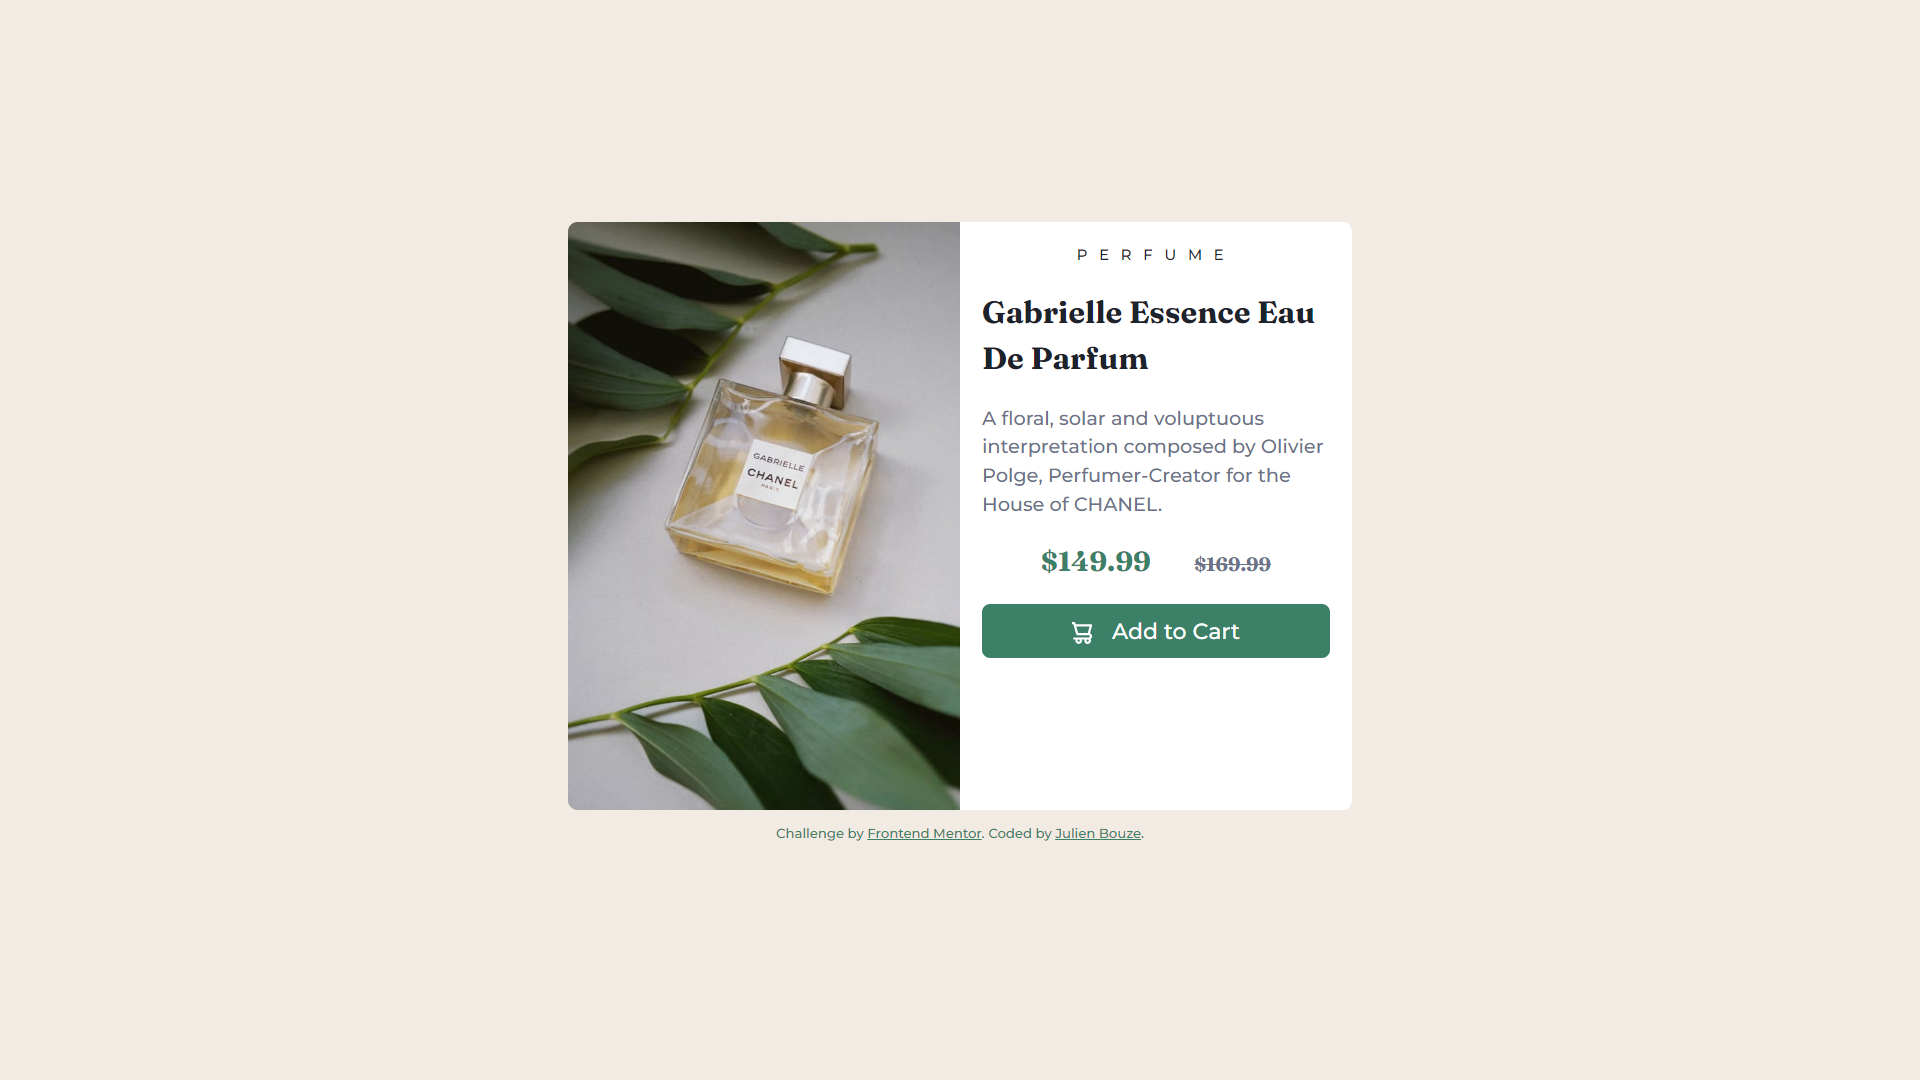 PERFUME
Gabrielle Essence Eau
De Parfum
A floral, solar and voluptuous
interpretation composed by Olivier
Polge, Perfumer-Creator for the
House of CHANEL.
$149.99 $169.99
Add to Cart
GABRIELLE
CHANEL
PARIS
Challenge by Frontend Mentor. Coded by Julien Bouze.